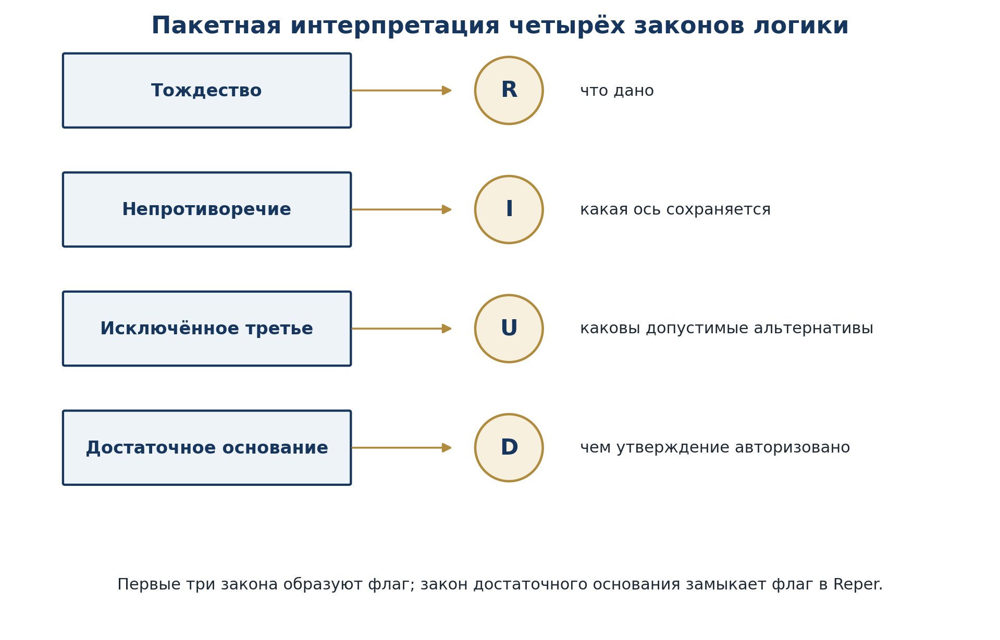 Пакетная интерпретация четырёх законов логики
Тождество
R
что дано
Непротиворечие
I
какая ось сохраняется
Исключённое третье
U
каковы допустимые альтернативы
Достаточное основание
D
чем утверждение авторизовано
Первые три закона образуют флаг; закон достаточного основания замыкает флаг в Reper.